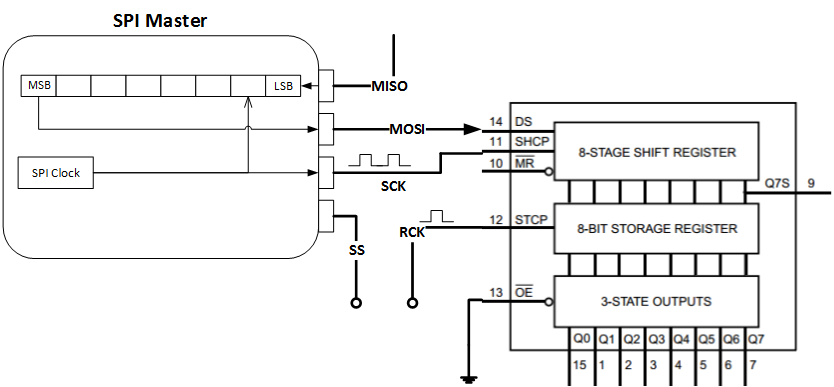 SPI Master
MSB
LSB
MISO
MOSI
SPI Clock
SCK
SS
RCK
14 DS
11 SHCP
10 MR
12 STCP
13 OE
8-STAGE SHIFT REGISTER
Q7S 9
8-BIT STORAGE REGISTER
3-STATE OUTPUTS
Q0 Q1 Q2 Q3 Q4 Q5 Q6 Q7
15 1 2 3 4 5 6 7